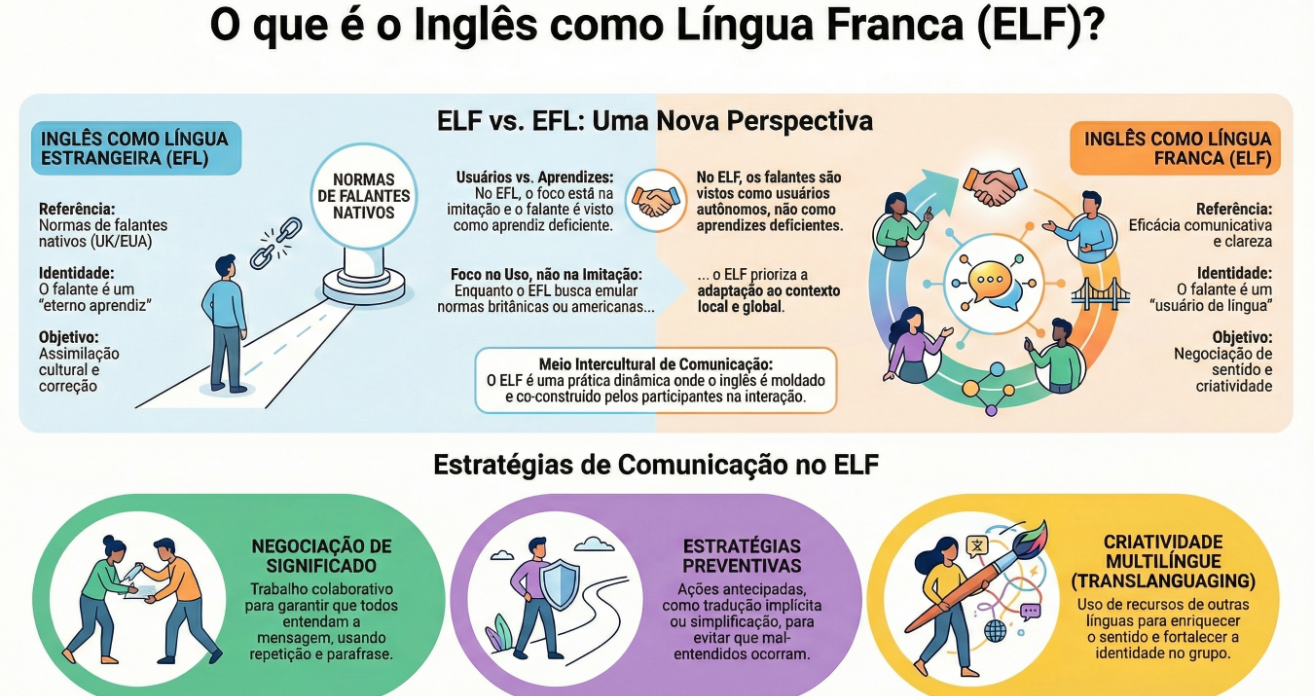 O que é o Inglês como Língua Franca (ELF)?
ELF vs. EFL: Uma Nova Perspectiva
INGLÊS COMO LÍNGUA
ESTRANGEIRA (EFL)
Referência:
Normas de falantes
nativos (UK/EUA)
Identidade:
O falante é um
“eterno aprendiz”
Objetivo:
Assimilação
cultural e
correção
NORMAS
DE FALANTES
NATIVOS
Usuários vs. Aprendizes:
No EFL, o foco está na
imitação e o falante é visto
como aprendiz deficiente.
No ELF, os falantes são
vistos como usuários
autônomos, não como
aprendizes deficientes.
Foco no Uso, não na Imitação:
Enquanto o EFL busca emular
normas britânicas ou americanas...
... o ELF prioriza a
adaptação ao contexto
local e global.
Meio Intercultural de Comunicação:
O ELF é uma prática dinâmica onde o inglês é moldado
e co-construido pelos participantes na interação.
INGLÊS COMO LÍNGUA
FRANCA (ELF)
Referência:
Eficácia comunicativa
e clareza
Identidade:
O falante é um
“usuário de língua”
Objetivo:
Negociação de
sentido e
criatividade
Estratégias de Comunicação no ELF
NEGOCIAÇÃO DE
SIGNIFICADO
Trabalho colaborativo
para garantir que todos
entendam a
mensagem, usando
repetição e parafrase.
ESTRATÉGIAS
PREVENTIVAS
Ações antecipadas,
como tradução implícita
ou simplificação, para
evitar que mal-
entendidos ocorram.
CRIATIVIDADE
MULTILÍNGUE
(TRANSLANGUAGING)
Uso de recursos de outras
línguas para enriquecer
o sentido e fortalecer a
identidade no grupo.